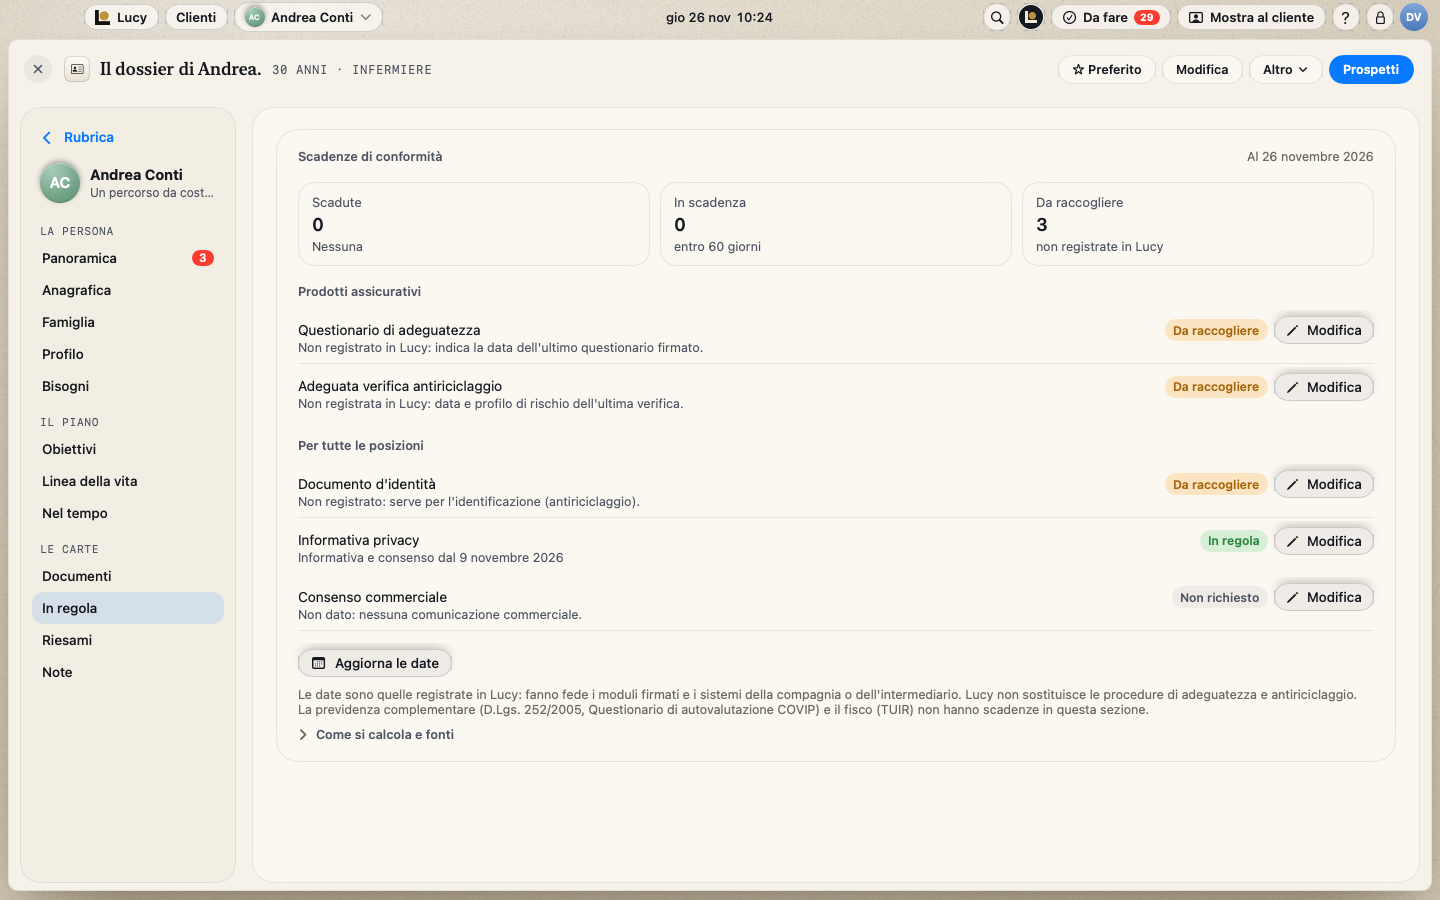 Lucy
Clienti
AC Andrea Conti
gio 26 nov 10:24
Da fare 29
Mostra al cliente
?
DV
Il dossier di Andrea. 30 ANNI · INFERMIERE
Preferito
Modifica
Altro
Prospetti
Rubrica
AC
Andrea Conti
Un percorso da cost...
LA PERSONA
Panoramica 3
Anagrafica
Famiglia
Profilo
Bisogni
IL PIANO
Obiettivi
Linea della vita
Nel tempo
LE CARTE
Documenti
In regola
Riesami
Note
Scadenze di conformità
Al 26 novembre 2026
Scadute
0
Nessuna
In scadenza
0
entro 60 giorni
Da raccogliere
3
non registrate in Lucy
Prodotti assicurativi
Questionario di adeguatezza
Non registrato in Lucy: indica la data dell'ultimo questionario firmato.
Da raccogliere
Modifica
Adeguata verifica antiriciclaggio
Non registrata in Lucy: data e profilo di rischio dell'ultima verifica.
Da raccogliere
Modifica
Per tutte le posizioni
Documento d'identità
Non registrato: serve per l'identificazione (antiriciclaggio).
Da raccogliere
Modifica
Informativa privacy
Informativa e consenso dal 9 novembre 2026
In regola
Modifica
Consenso commerciale
Non dato: nessuna comunicazione commerciale.
Non richiesto
Modifica
Aggiorna le date
Le date sono quelle registrate in Lucy: fanno fede i moduli firmati e i sistemi della compagnia o dell'intermediario. Lucy non sostituisce le procedure di adeguatezza e antiriciclaggio.
La previdenza complementare (D.Lgs. 252/2005, Questionario di autovalutazione COVIP) e il fisco (TUIR) non hanno scadenze in questa sezione.
Come si calcola e fonti